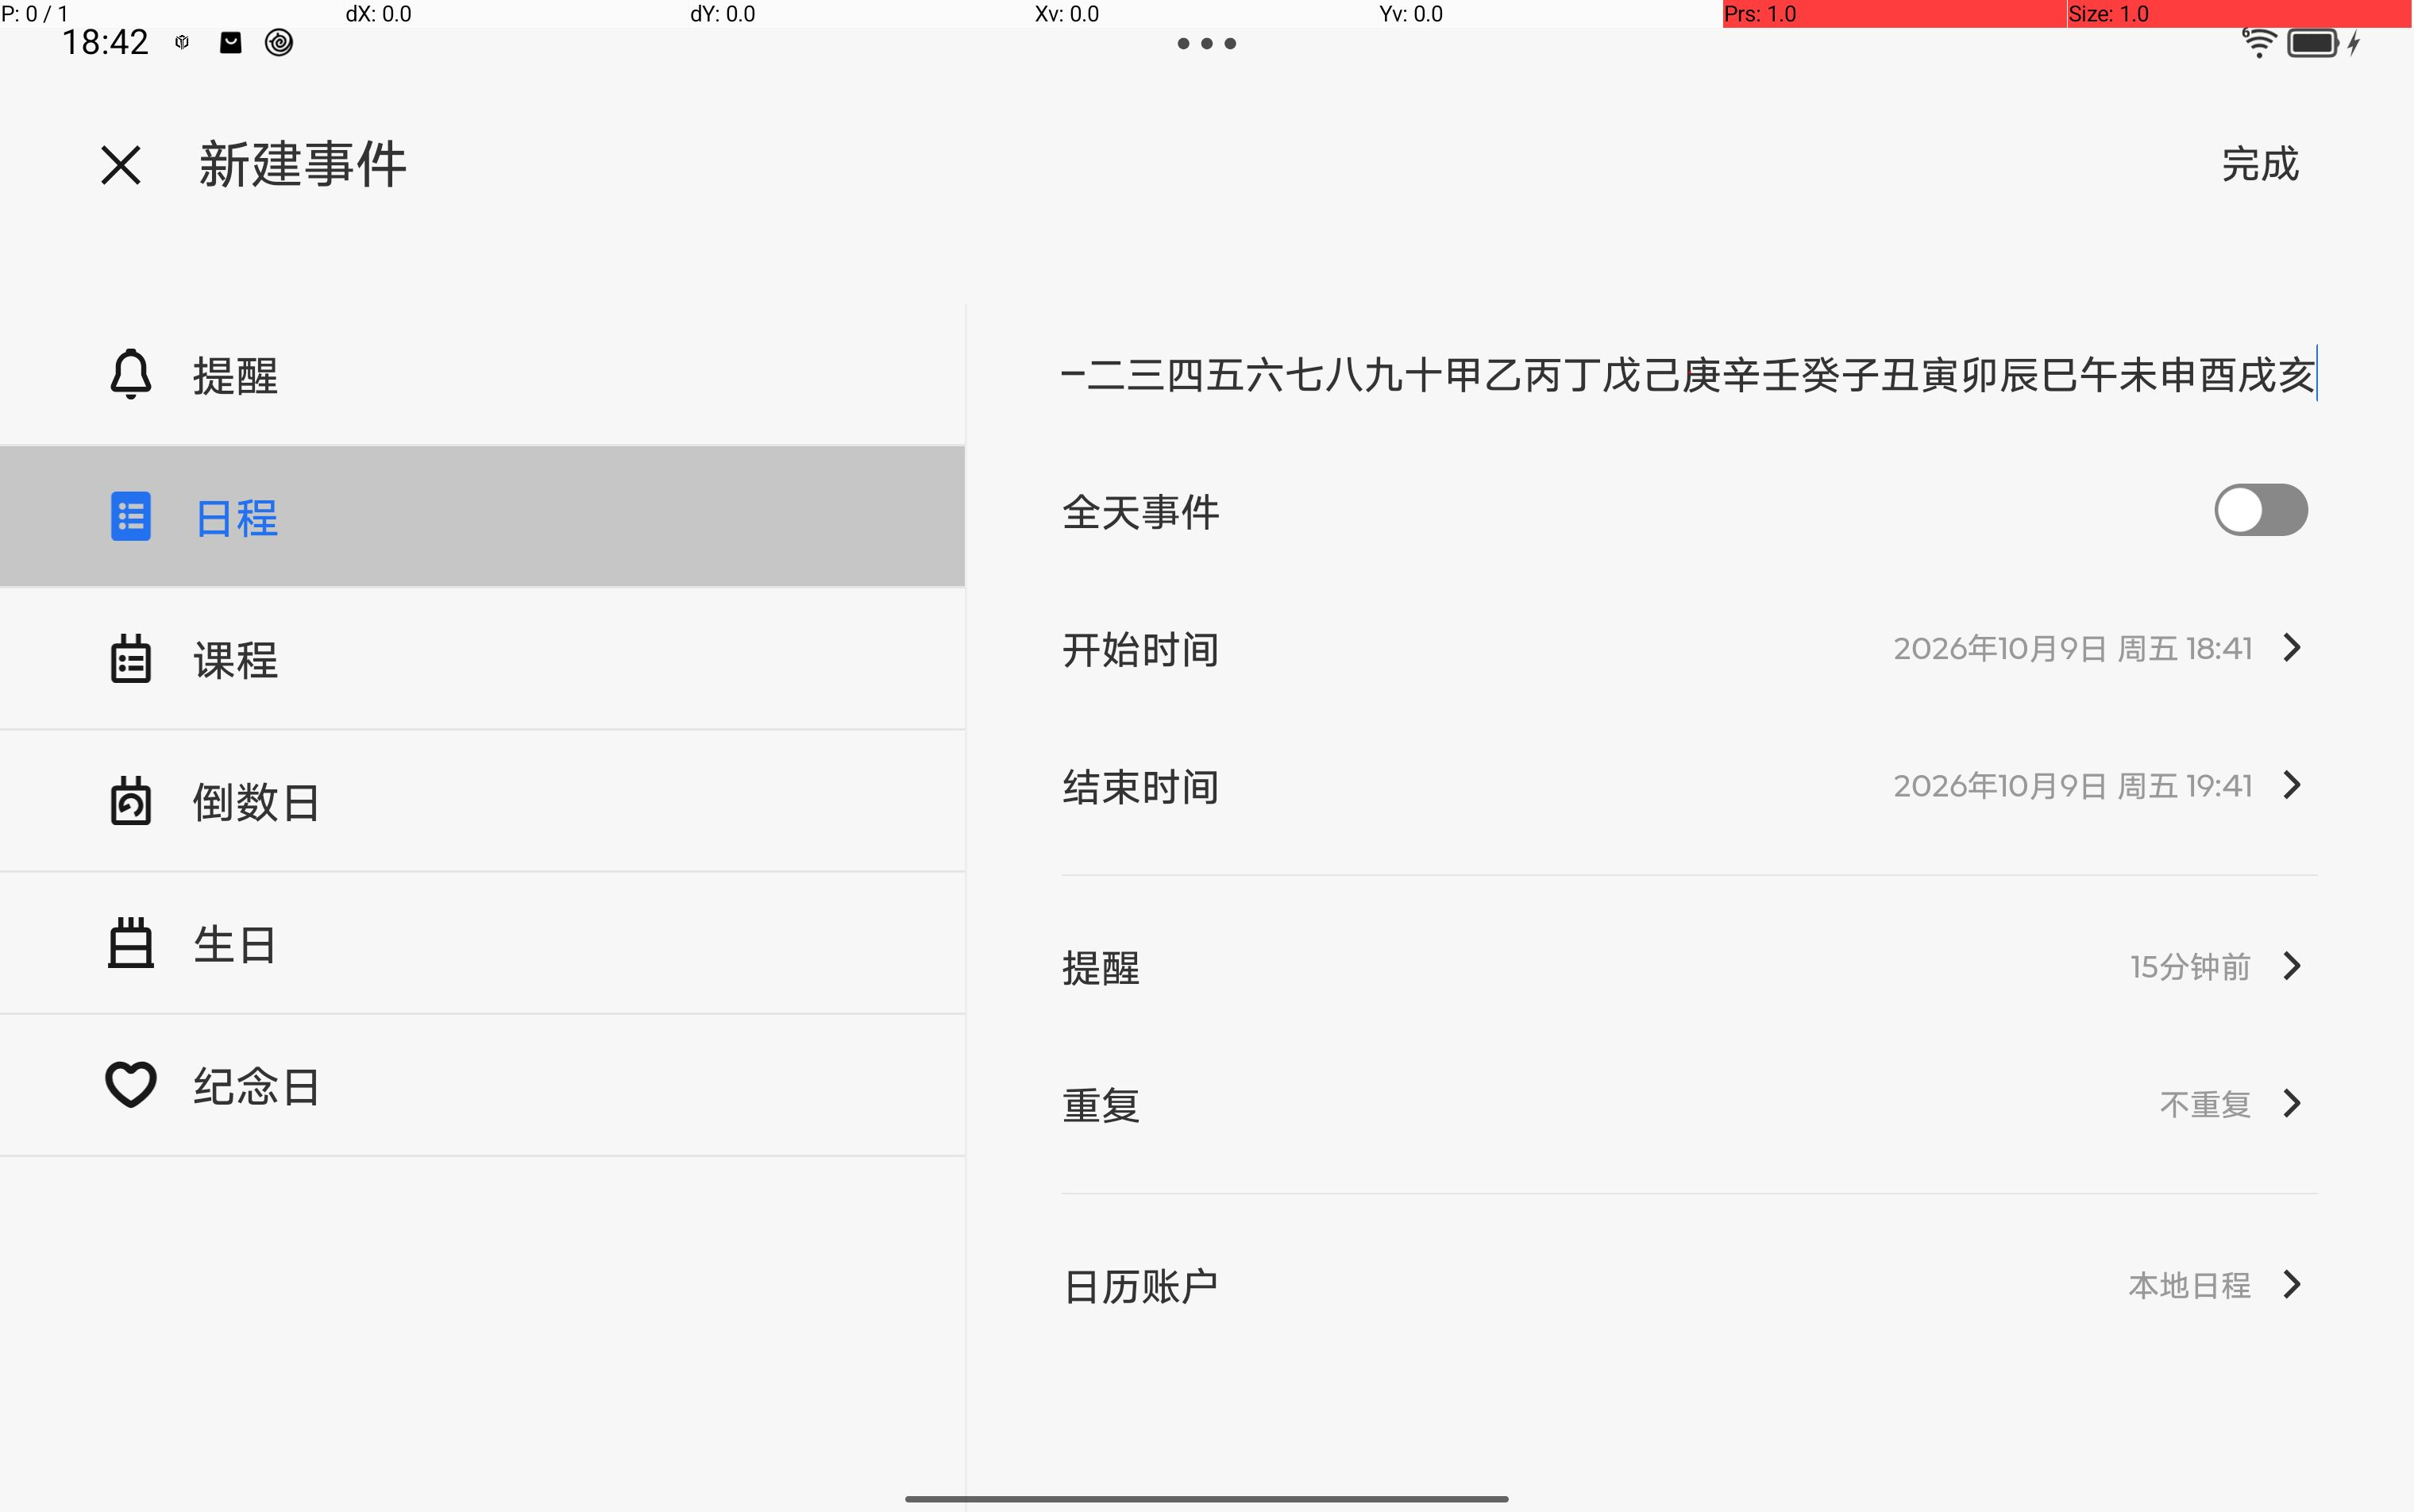 P: 0 / 1 dX: 0.0 dY: 0.0 Xv: 0.0 Yv: 0.0 Prs: 1.0 Size: 1.0
18:42 6
新建事件 完成
提醒
日程
课程
倒数日
生日
纪念日
一二三四五六七八九十甲乙丙丁戊己庚辛壬癸子丑寅卯辰巳午未申酉戌亥
全天事件
开始时间 2026年10月9日 周五 18:41
结束时间 2026年10月9日 周五 19:41
提醒 15分钟前
重复 不重复
日历账户 本地日程